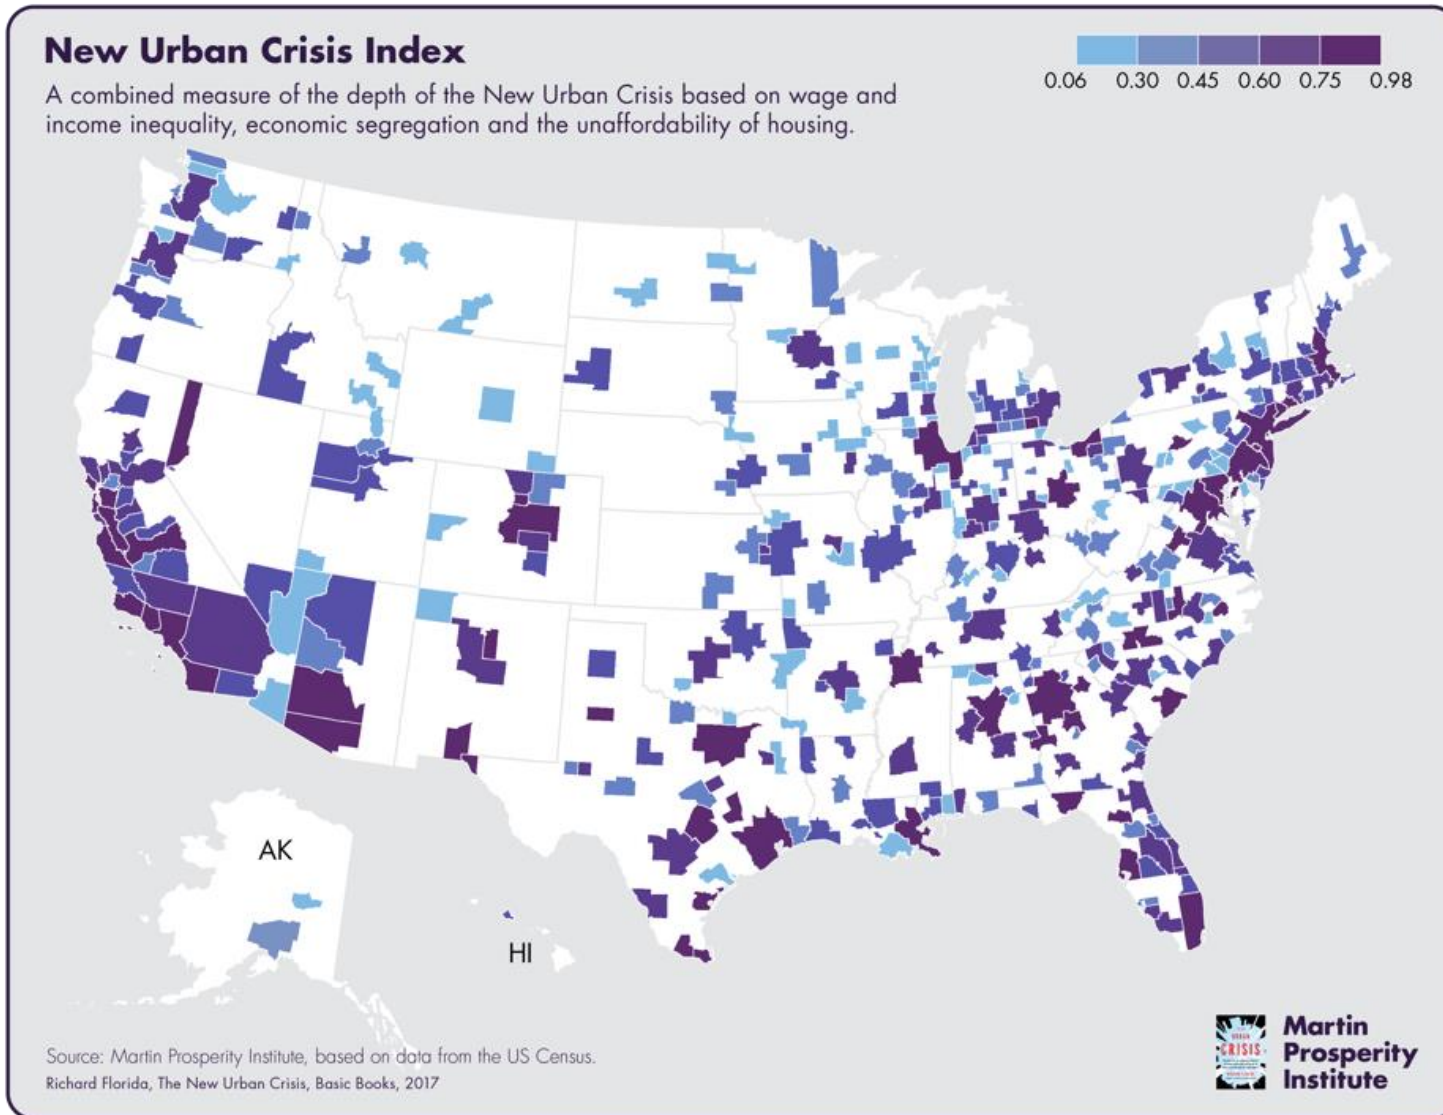 New Urban Crisis Index
A combined measure of the depth of the New Urban Crisis based on wage and
income inequality, economic segregation and the unaffordability of housing.
0.06 0.30 0.45 0.60 0.75 0.98
AK
HI
Source: Martin Prosperity Institute, based on data from the US Census.
Richard Florida, The New Urban Crisis, Basic Books, 2017
CRISIS
Martin
Prosperity
Institute